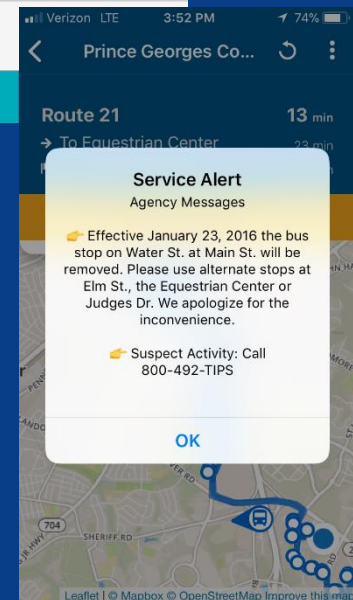 Verizon LTE 3:52 PM 74%
Prince Georges Co...
Route 21 13 min
→ To Equestrian Center 23 min
Service Alert
Agency Messages
👉 Effective January 23, 2016 the bus
stop on Water St. at Main St. will be
removed. Please use alternate stops at
Elm St., the Equestrian Center or
Judges Dr. We apologize for the
inconvenience.
👉 Suspect Activity: Call
800-492-TIPS
OK
704
SHERIFF RD
Leaflet | © Mapbox © OpenStreetMap Improve this map